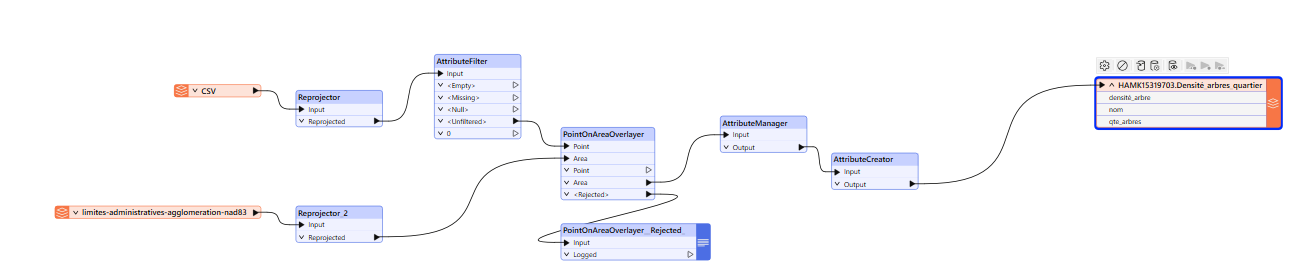 CSV
Reprojector
Input
Reprojected
AttributeFilter
Input
<Empty>
<Missing>
<Null>
<Unfiltered>
0
limites-administratives-agglomeration-nad83
Reprojector_2
Input
Reprojected
PointOnAreaOverlayer
Point
Area
Point
Area
<Rejected>
PointOnAreaOverlayer_Rejected_
Input
Logged
AttributeManager
Input
Output
AttributeCreator
Input
Output
HAMK15319703.Densité_arbres_quartier
densité_arbre
nom
qte_arbres